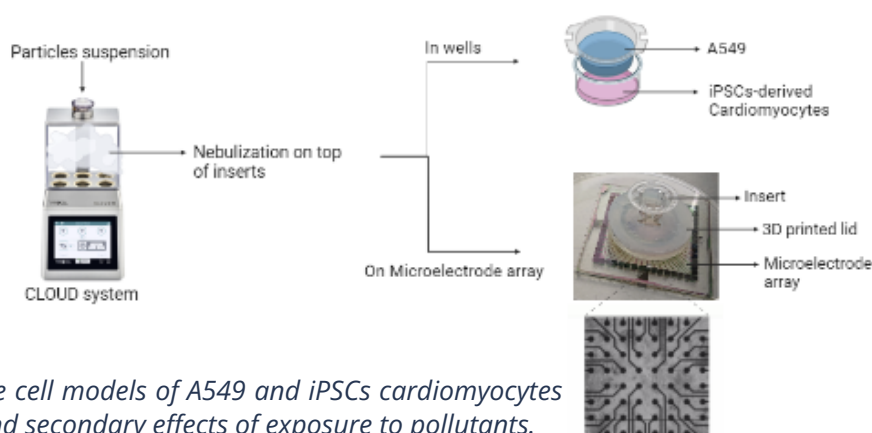 Particles suspension
In wells
A549
iPSCs-derived
Cardiomyocytes
Nebulization on top
of inserts
Insert
3D printed lid
On Microelectrode array
Microelectrode
array
CLOUD system
cell models of A549 and iPSCs cardiomyocytes
secondary effects of exposure to pollutants.